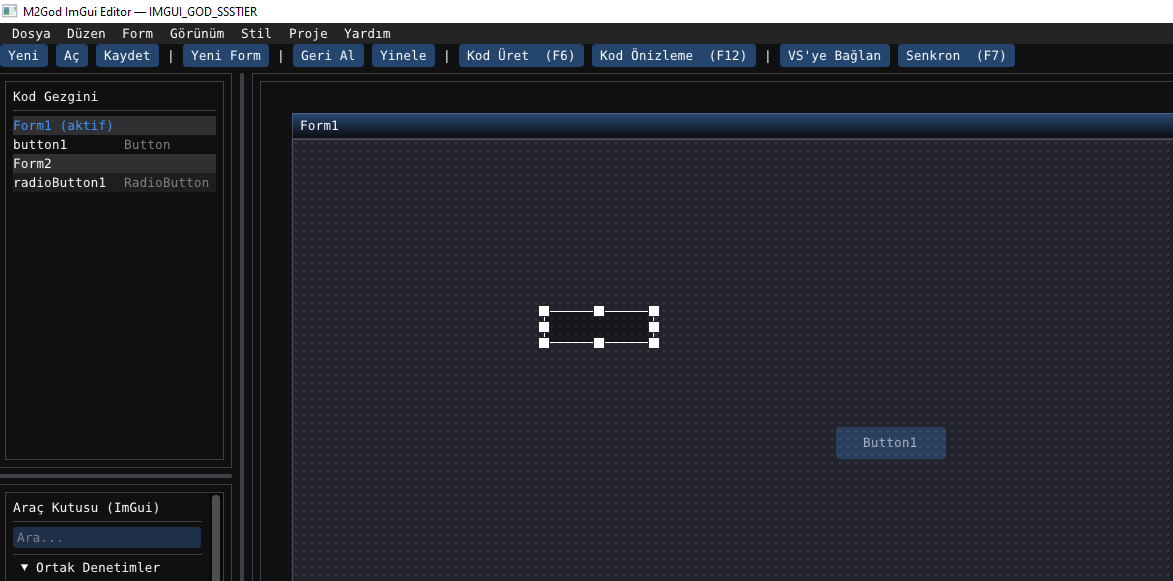 M2God ImGui Editor — IMGUI_GOD_SSSTIER
Dosya Düzen Form Görünüm Stil Proje Yardım
Yeni Aç Kaydet | Yeni Form | Geri Al Yinele | Kod Üret (F6) Kod Önizleme (F12) | VS'ye Bağlan Senkron (F7)
Kod Gezgini
Form1 (aktif)
button1 Button
Form2
radioButton1 RadioButton
Form1
Button1
Araç Kutusu (ImGui)
Ara...
▼ Ortak Denetimler